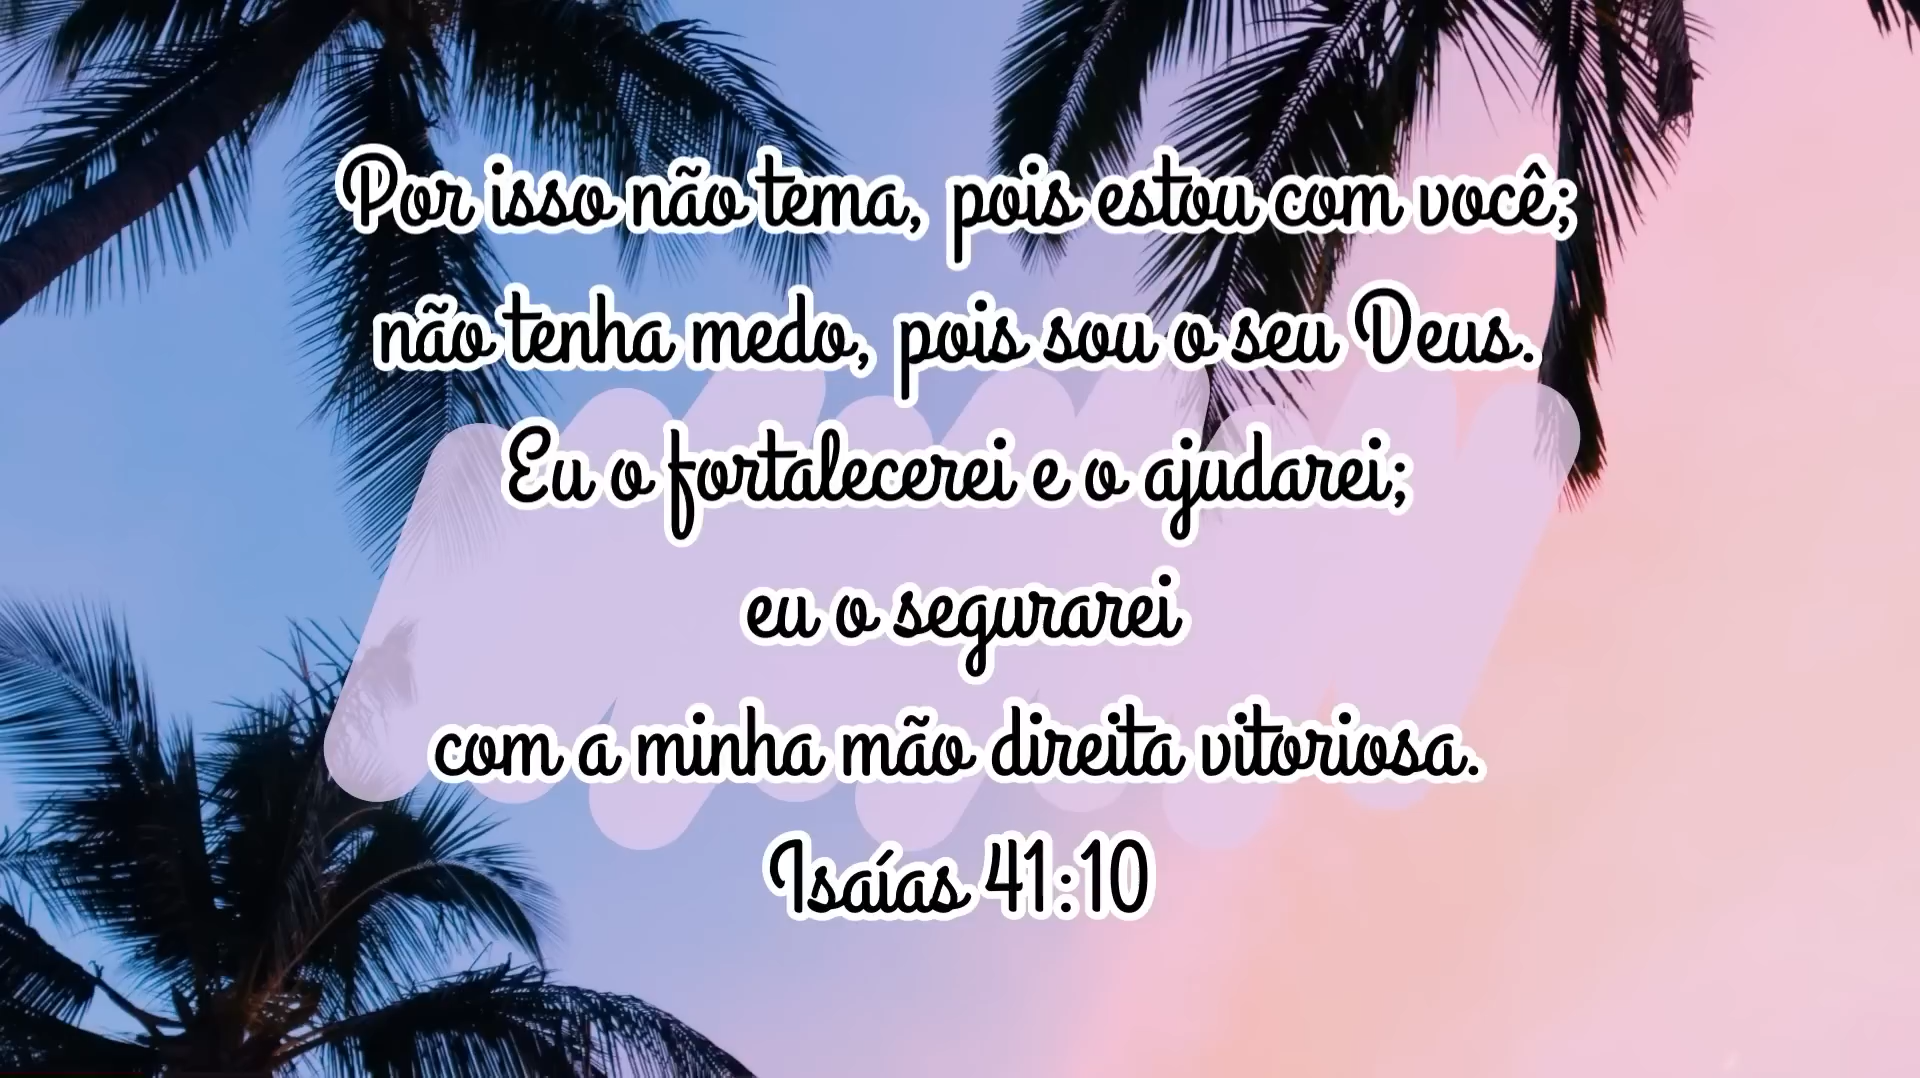 Por isso não tema, pois estou com você;
não tenha medo, pois sou o seu Deus.
Eu o fortalecerei e o ajudarei;
eu o segurarei
com a minha mão direita vitoriosa.
Isaías 41:10